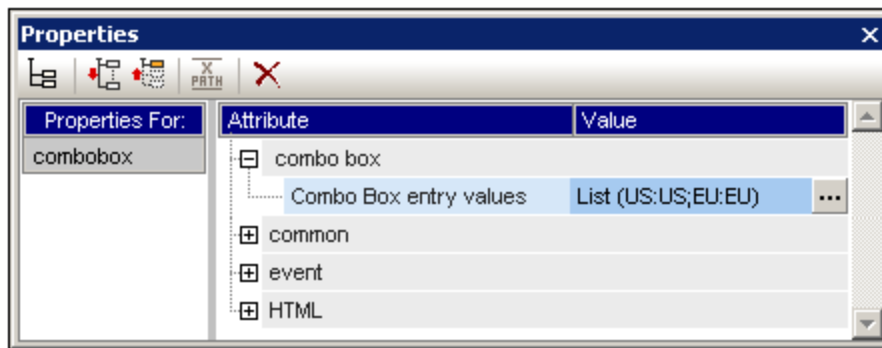 Properties
X PATH
Properties For: Attribute Value
combobox combo box
Combo Box entry values List (US:US;EU:EU) ...
common
event
HTML